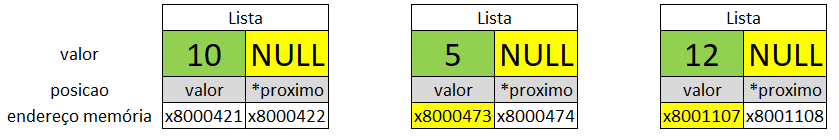 Lista Lista Lista
valor 10 NULL 5 NULL 12 NULL
posicao valor *proximo valor *proximo valor *proximo
endereço memória x8000421 x8000422 x8000473 x8000474 x8001107 x8001108